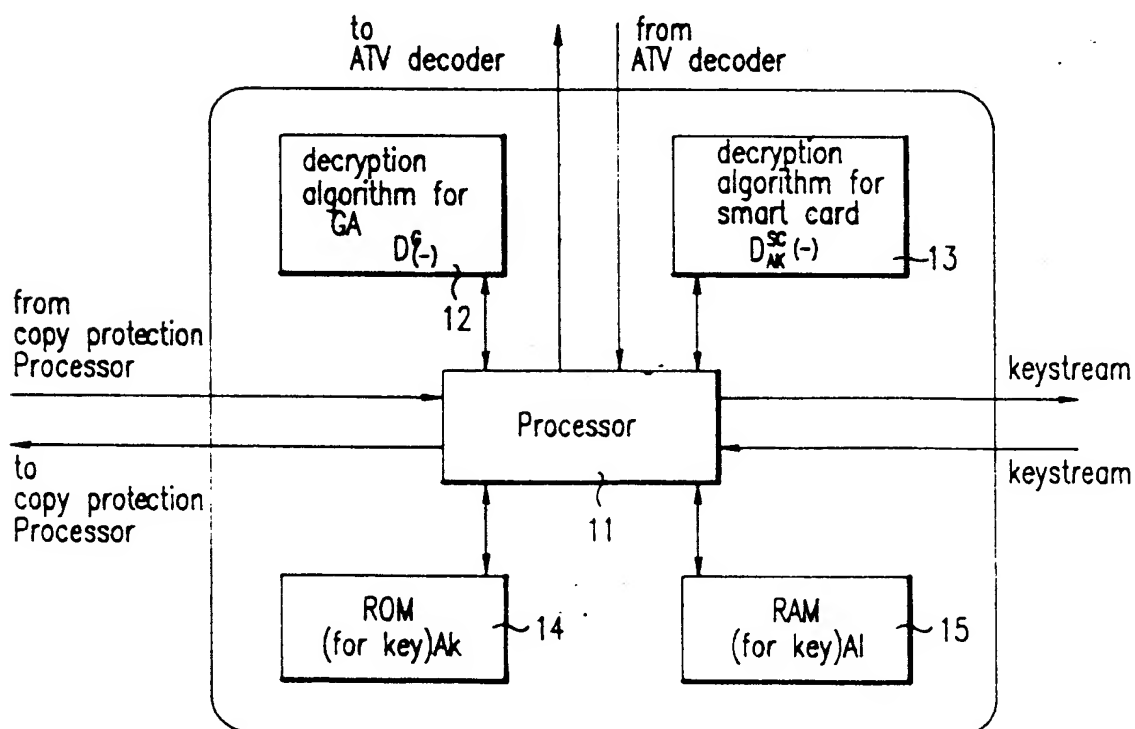 to
ATV decoder
from
ATV decoder
decryption
algorithm for
GA
D^G_(-)
12
decryption
algorithm for
smart card
D^SC_AK(-)
13
from
copy protection
Processor
Processor
11
keystream
to
copy protection
Processor
keystream
ROM
(for key)Ak
14
RAM
(for key)Al
15